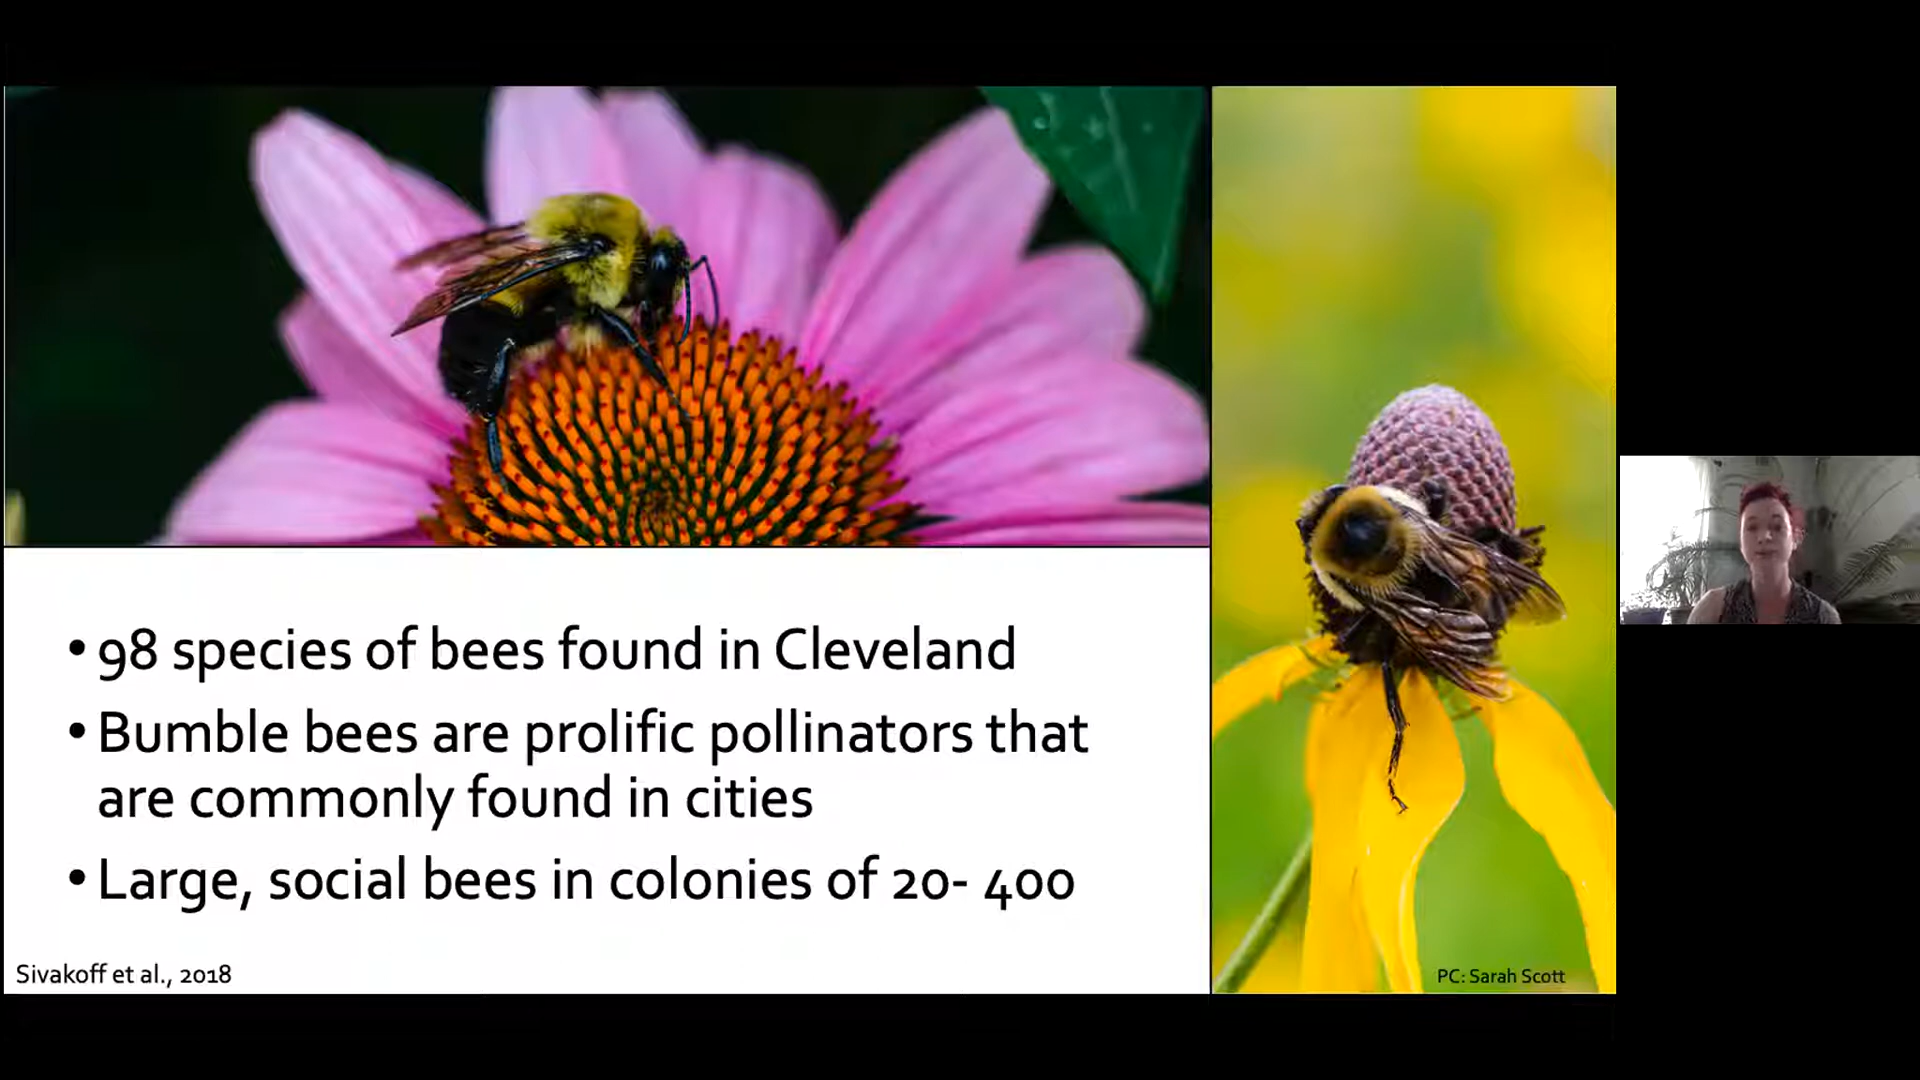 • 98 species of bees found in Cleveland
• Bumble bees are prolific pollinators that
are commonly found in cities
• Large, social bees in colonies of 20- 400
Sivakoff et al., 2018
PC: Sarah Scott